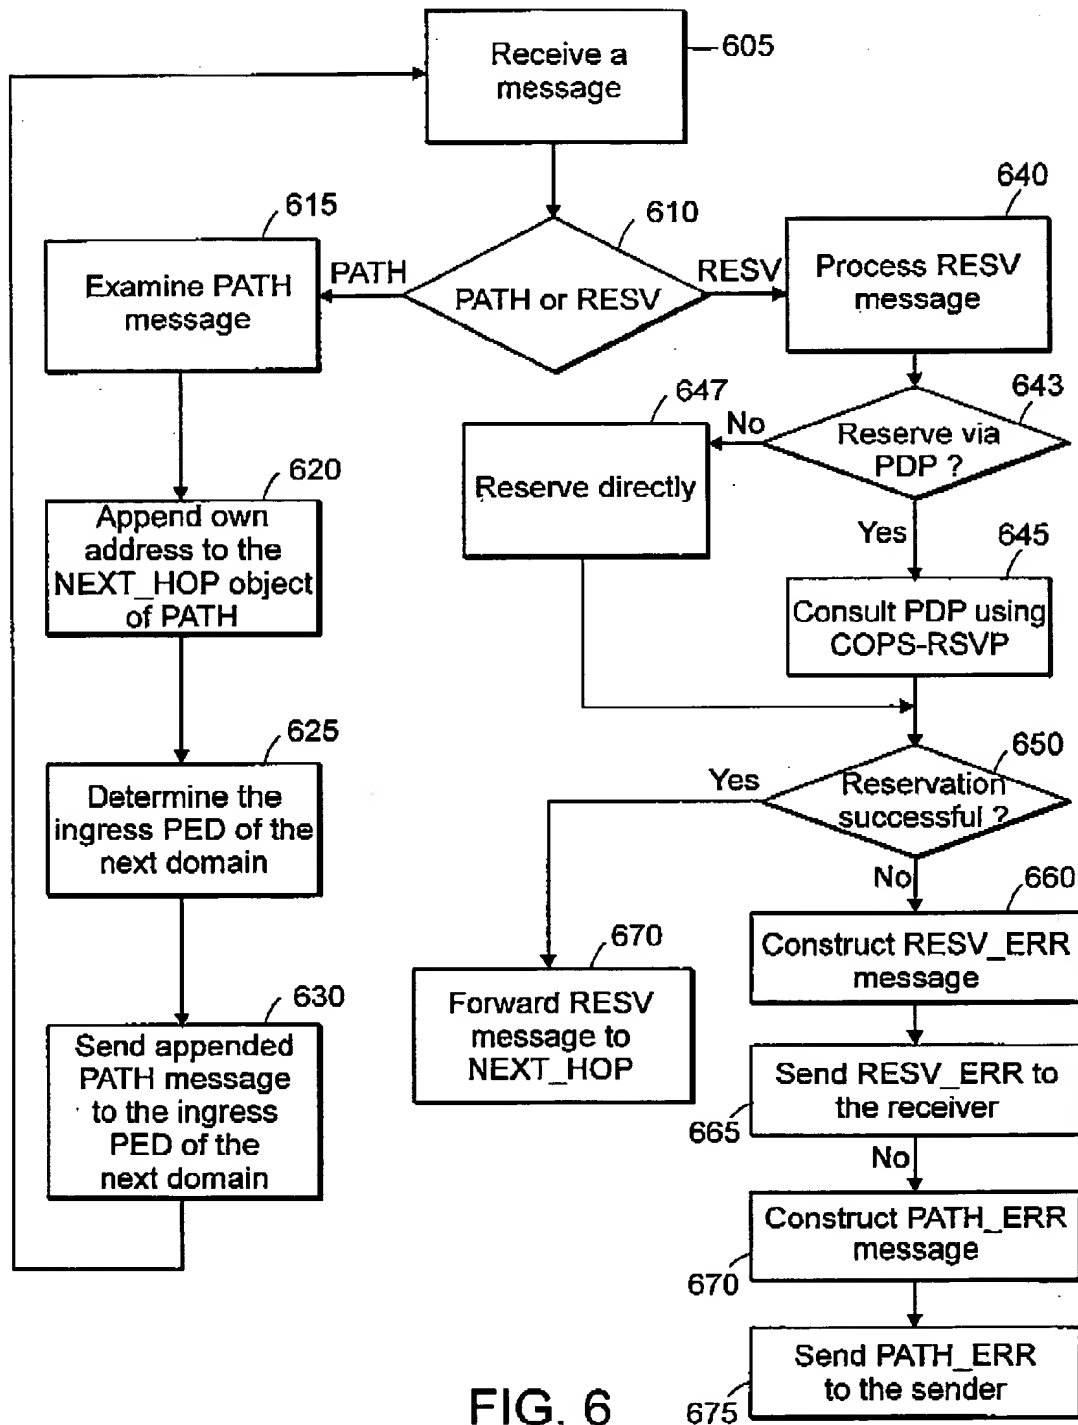 Receive a
message
605
615
610
640
Examine PATH
message
PATH
PATH or RESV
RESV
Process RESV
message
647
643
No
Reserve via
PDP ?
Reserve directly
Yes
620
Append own
address to the
NEXT_HOP object
of PATH
645
Consult PDP using
COPS-RSVP
625
Determine the
ingress PED of the
next domain
650
Yes
Reservation
successful ?
No
660
Construct RESV_ERR
message
670
Forward RESV
message to
NEXT_HOP
630
Send appended
PATH message
to the ingress
PED of the
next domain
Send RESV_ERR to
the receiver
665
No
Construct PATH_ERR
message
670
Send PATH_ERR
to the sender
675
FIG. 6